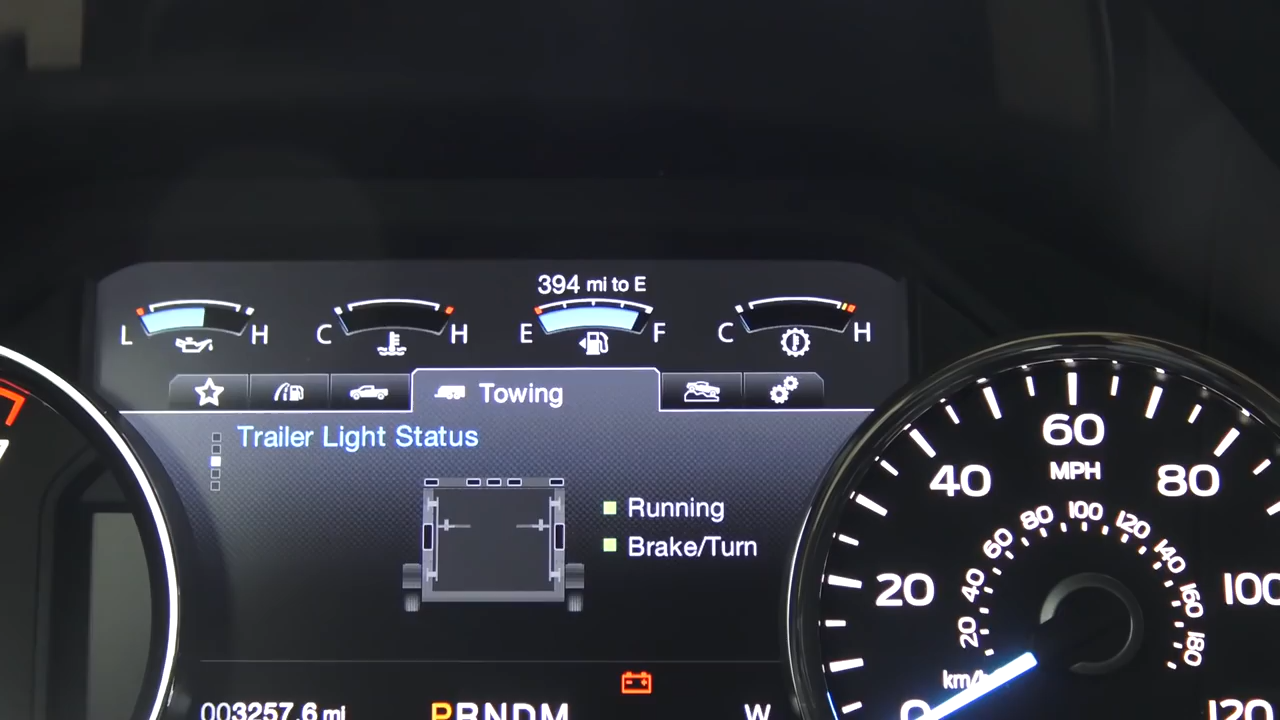 394 mi to E
L H C H E F C H
Towing
Trailer Light Status
Running
Brake/Turn
003257.6 mi
PRNDM
W
0 20 40 60 80 100 120
MPH
20 40 60 80 100 120 140 160 180